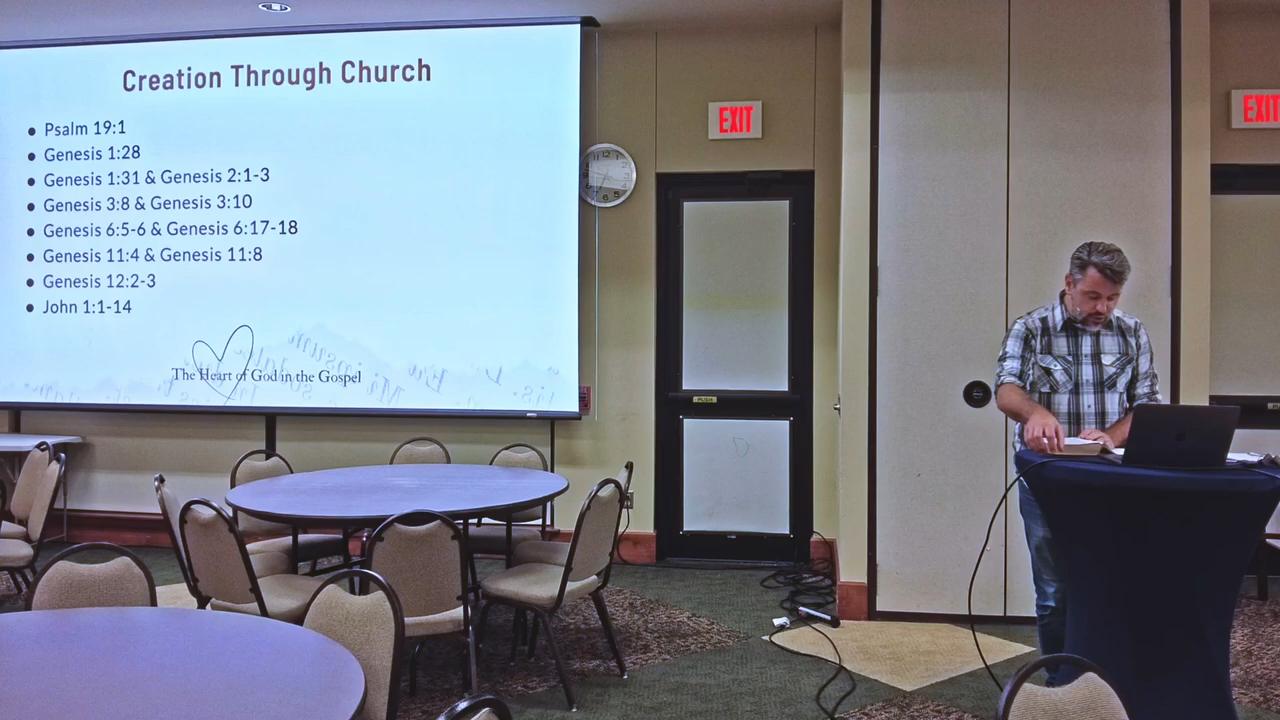 Creation Through Church
Psalm 19:1
Genesis 1:28
Genesis 1:31 & Genesis 2:1-3
Genesis 3:8 & Genesis 3:10
Genesis 6:5-6 & Genesis 6:17-18
Genesis 11:4 & Genesis 11:8
Genesis 12:2-3
John 1:1-14
The Heart of God in the Gospel
EXIT
PUSH
EXIT